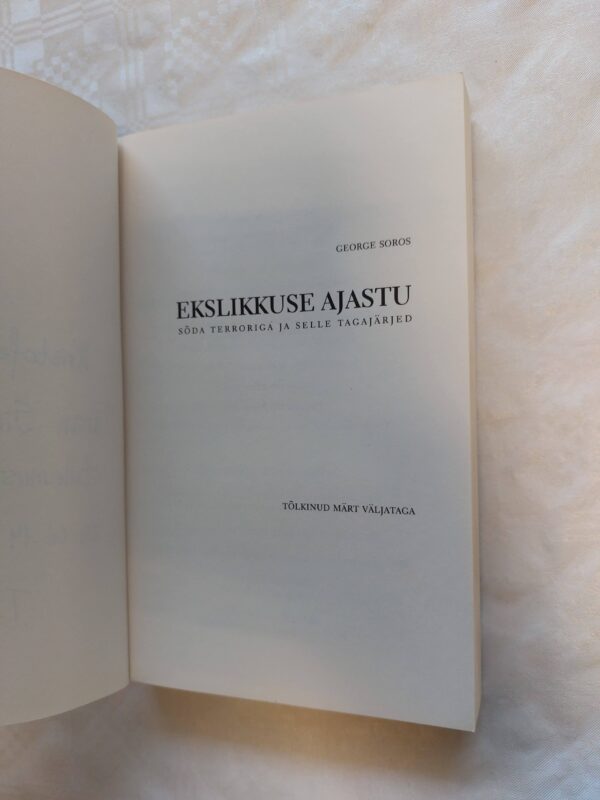 GEORGE SOROS
EKSLIKKUSE AJASTU
SÕDA TERRORIGA JA SELLE TAGAJÄRJED
TÕLKINUD MÄRT VÄLJATAGA